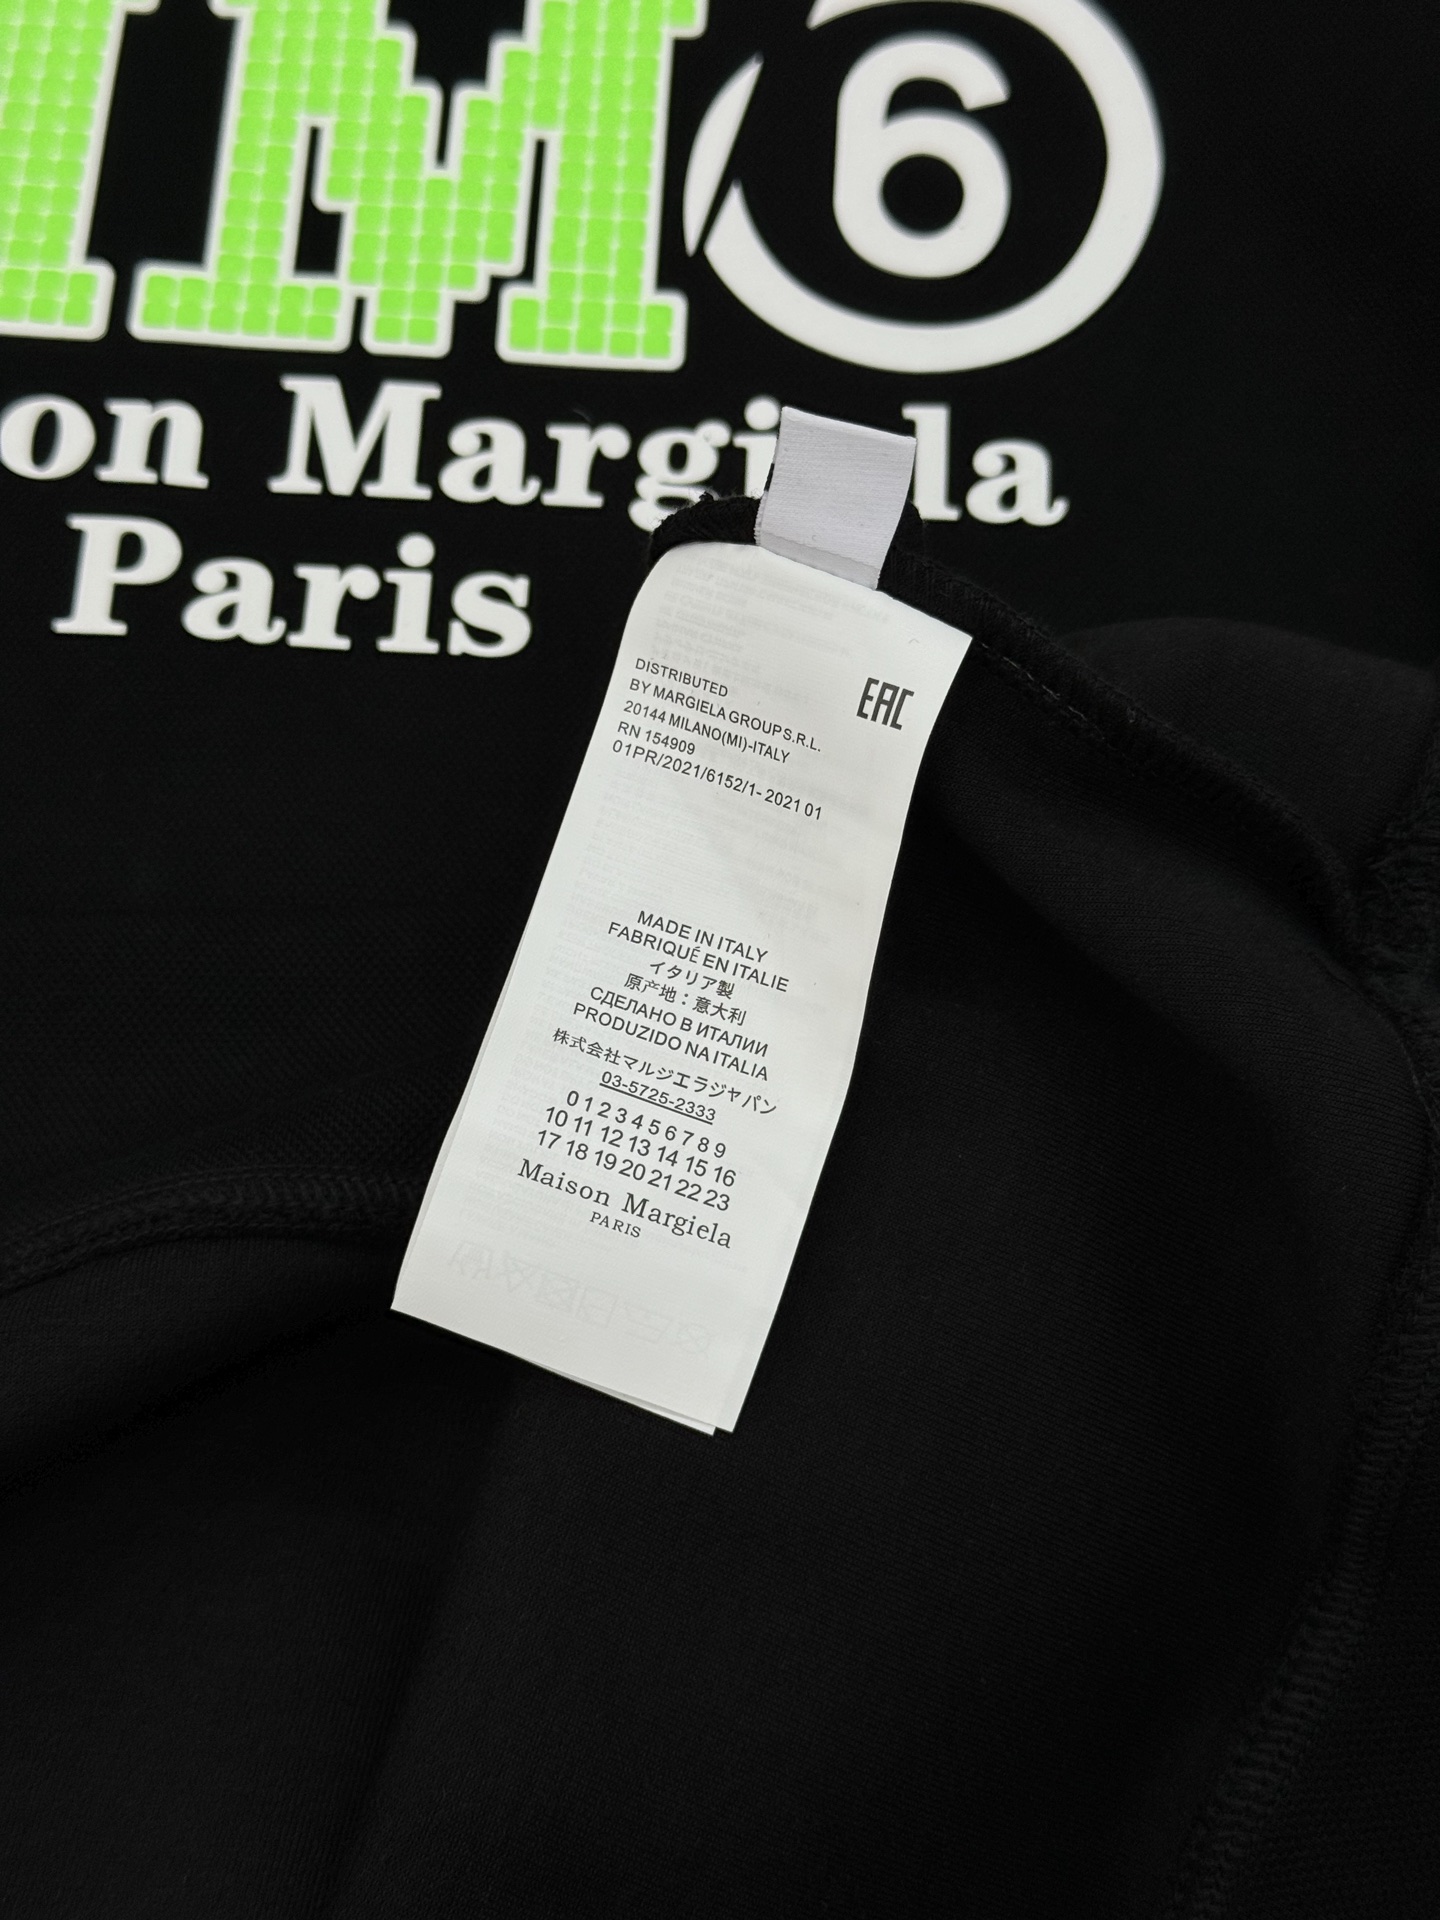 MM6
on Margiela
Paris
DISTRIBUTED
BY MARGIELA GROUP S.R.L.
20144 MILANO(MI)-ITALY
RN 154909
01PR/2021/6152/1- 2021 01
EAC
MADE IN ITALY
FABRIQUÉ EN ITALIE
イタリア製
原产地：意大利
СДЕЛАНО В ИТАЛИИ
PRODUZIDO NA ITALIA
株式会社マルジエラジヤパン
03-5725-2333
0 1 2 3 4 5 6 7 8 9
10 11 12 13 14 15 16
17 18 19 20 21 22 23
Maison Margiela
PARIS